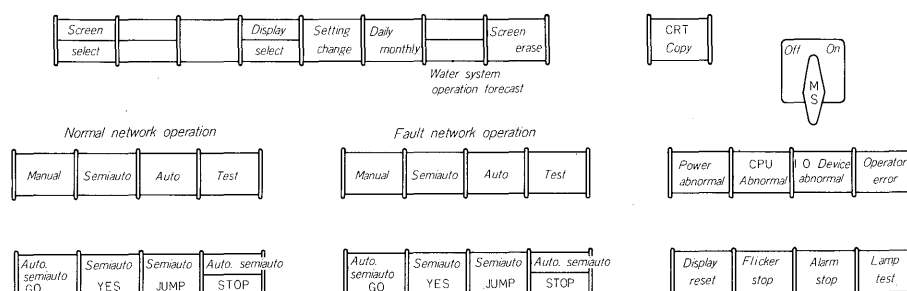 Screen
select
Display
select
Setting
change
Daily
monthly
Screen
erase
Water system
operation forecast
CRT
Copy
Off On
M
S
Normal network operation
Manual Semiauto Auto Test
Fault network operation
Manual Semiauto Auto Test
Power
abnormal
CPU
Abnormal
I O Device
abnormal
Operator
error
Auto.
semiauto
GO
Semiauto
YES
Semiauto
JUMP
Auto. semiauto
STOP
Auto.
semiauto
GO
Semiauto
YES
Semiauto
JUMP
Auto. semiauto
STOP
Display
reset
Flicker
stop
Alarm
stop
Lamp
test